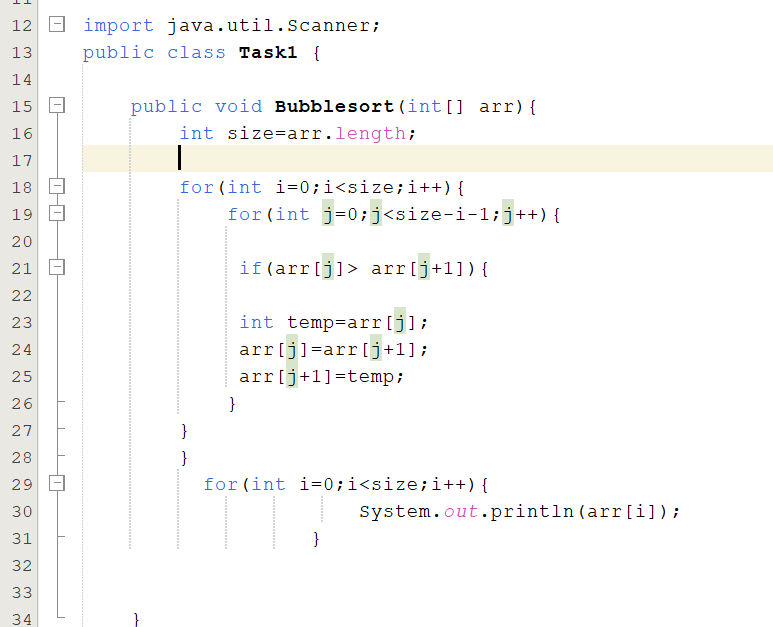 12 import java.util.Scanner;
13 public class Task1 {
14
15 public void Bubblesort(int[] arr){
16 int size=arr.length;
17
18 for(int i=0;i<size;i++){
19 for(int j=0;j<size-i-1;j++){
20
21 if(arr[j]> arr[j+1]){
22
23 int temp=arr[j];
24 arr[j]=arr[j+1];
25 arr[j+1]=temp;
26 }
27 }
28 }
29 for(int i=0;i<size;i++){
30 System.out.println(arr[i]);
31 }
32
33
34 }